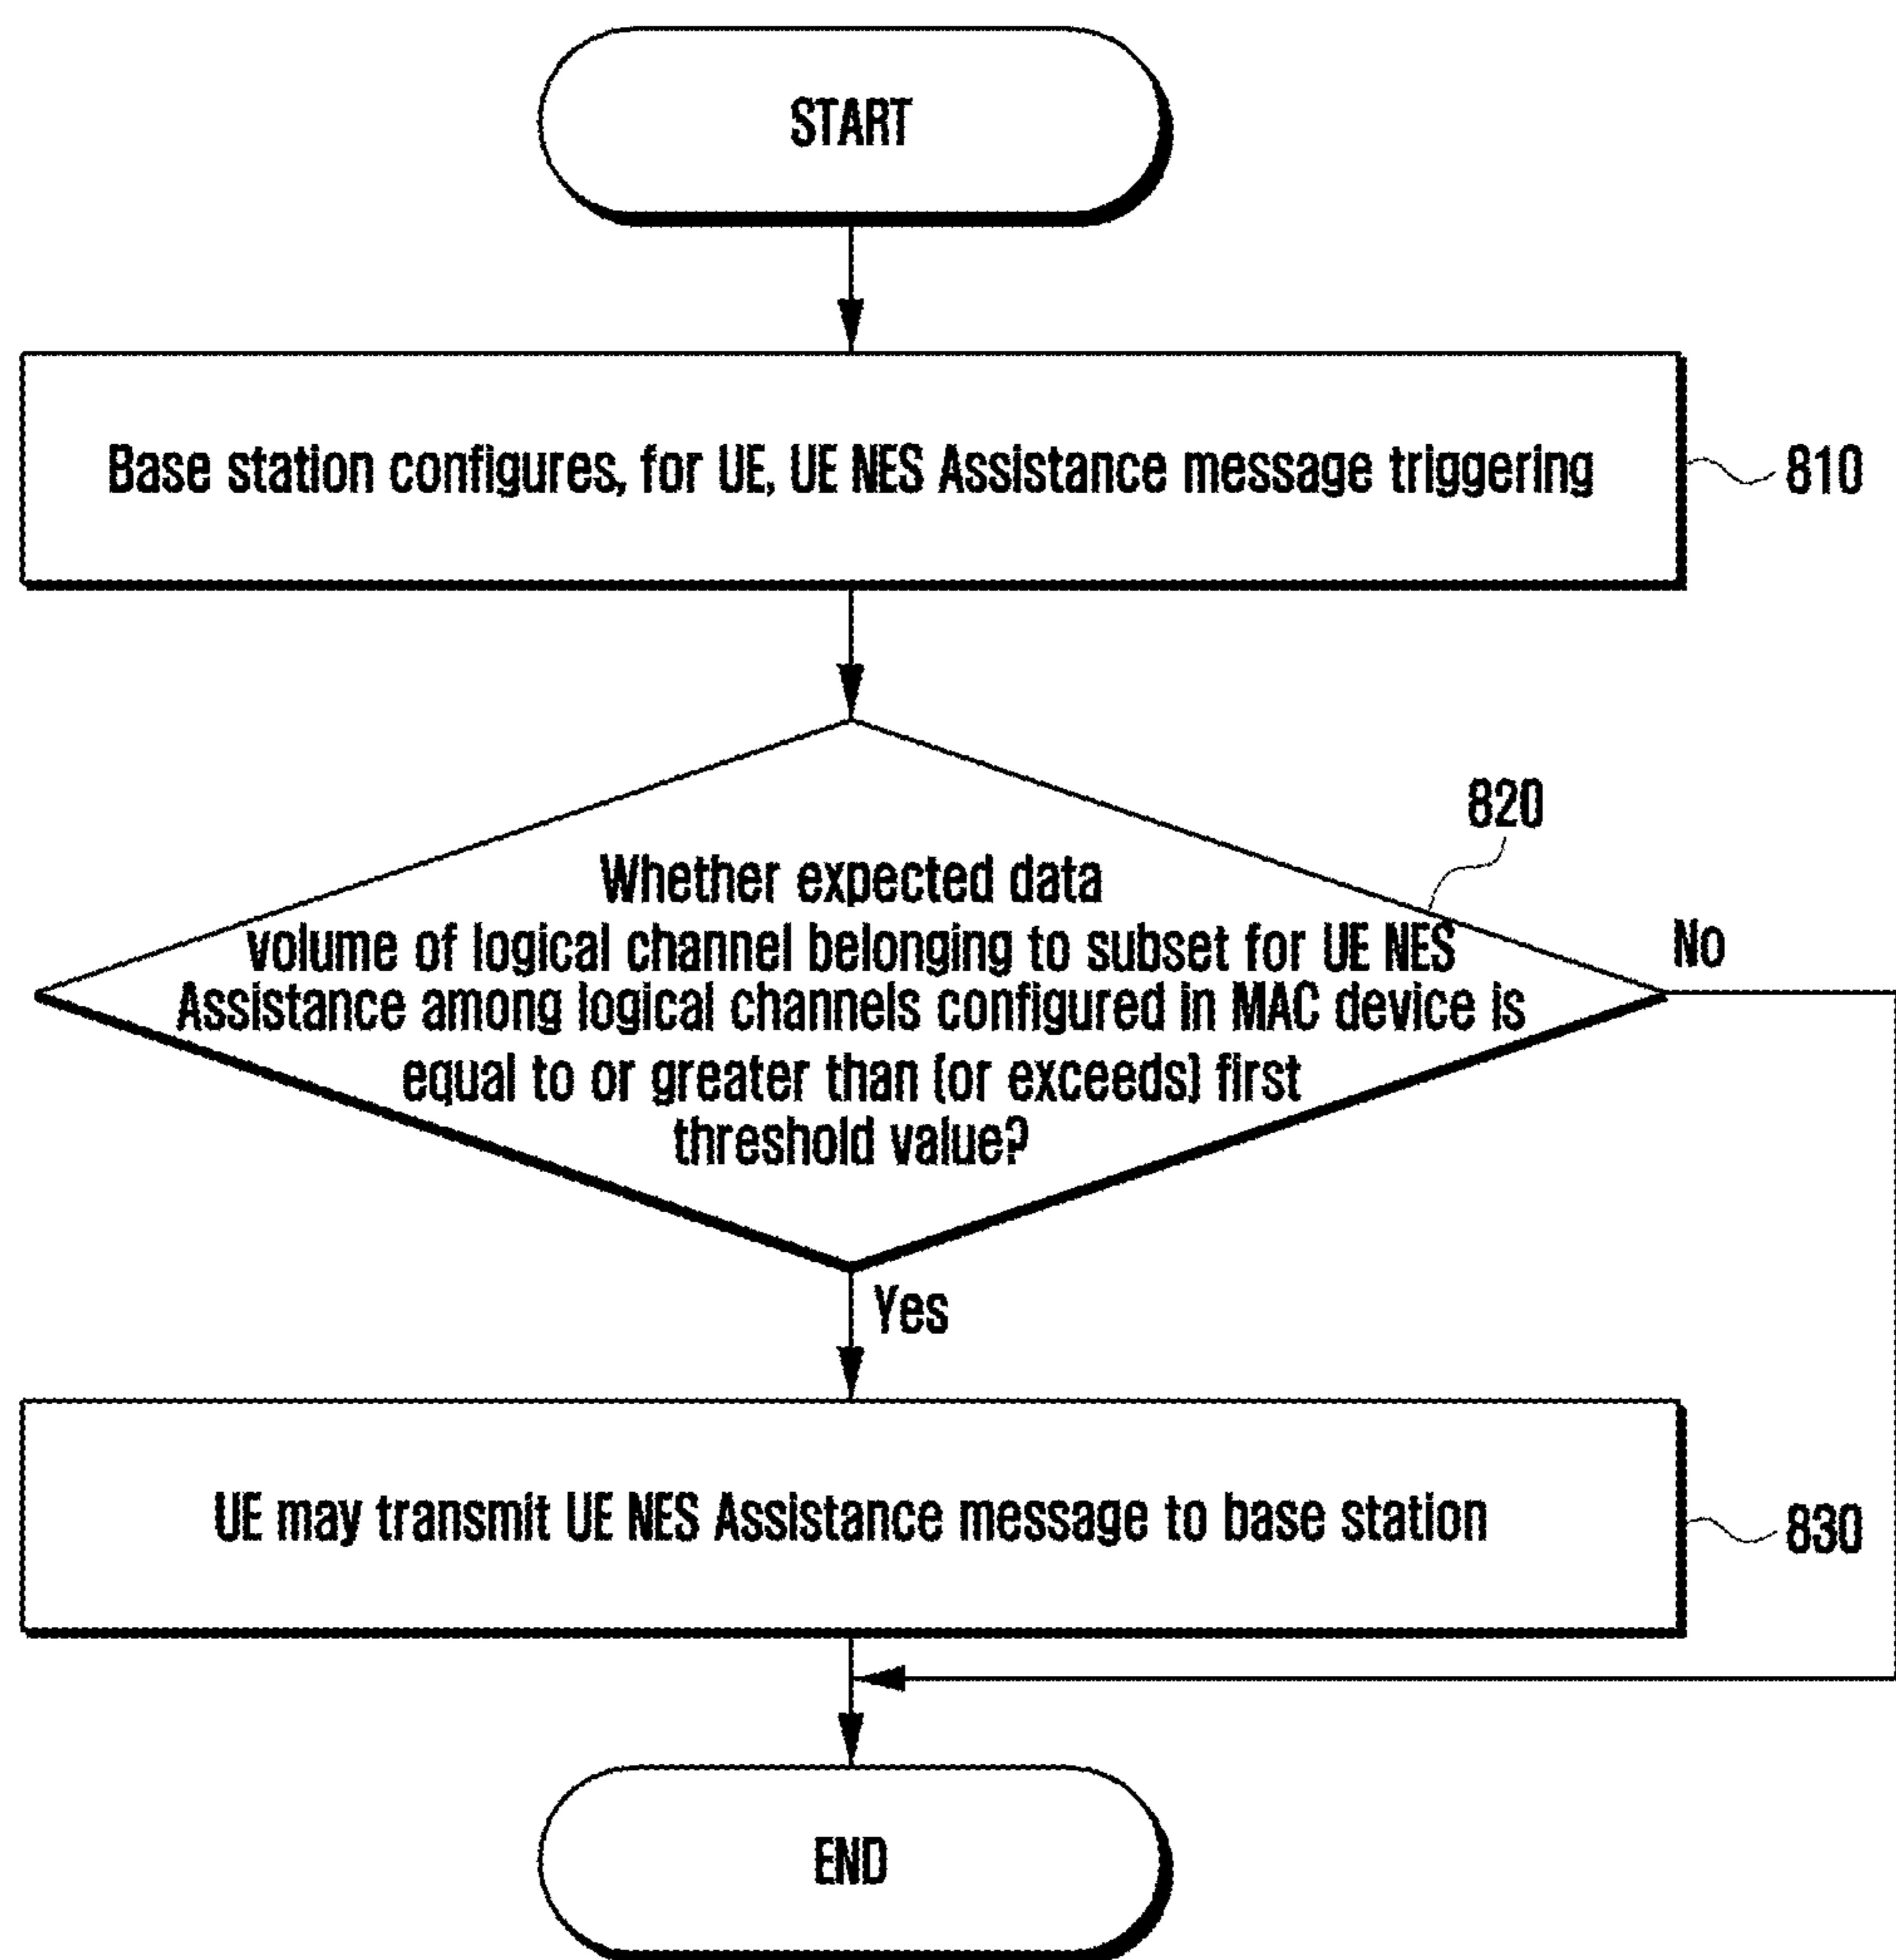 START
Base station configures, for UE, UE NES Assistance message triggering
810
820
Whether expected data
volume of logical channel belonging to subset for UE NES
Assistance among logical channels configured in MAC device is
equal to or greater than (or exceeds) first
threshold value?
No
Yes
UE may transmit UE NES Assistance message to base station
830
END